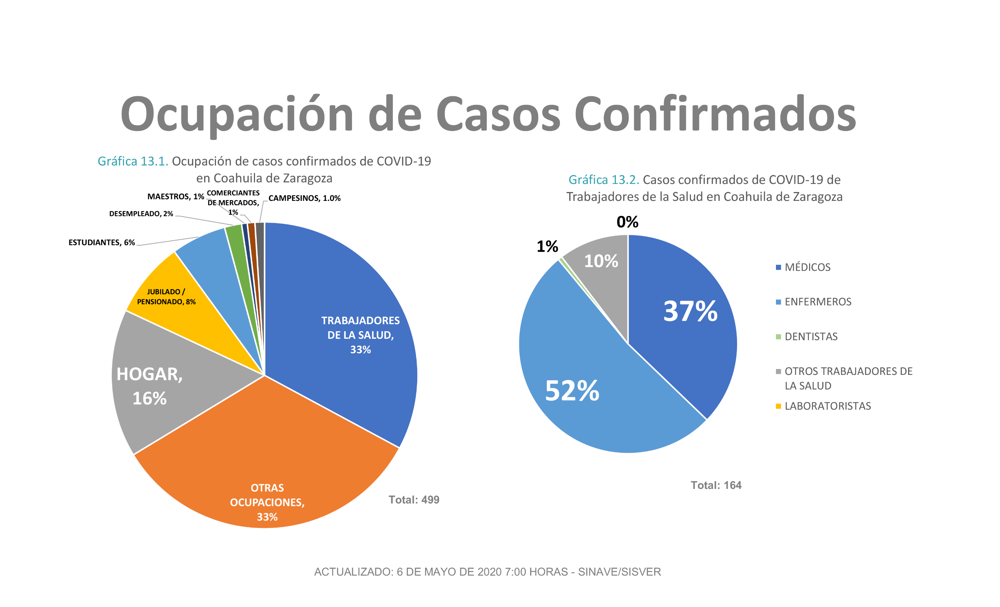 Ocupación de Casos Confirmados
Gráfica 13.1. Ocupación de casos confirmados de COVID-19
en Coahuila de Zaragoza
MAESTROS, 1%
COMERCIANTES
DE MERCADOS,
1%
CAMPESINOS, 1.0%
DESEMPLEADO, 2%
ESTUDIANTES, 6%
JUBILADO /
PENSIONADO, 8%
TRABAJADORES
DE LA SALUD,
33%
HOGAR,
16%
OTRAS
OCUPACIONES,
33%
Total: 499
Gráfica 13.2. Casos confirmados de COVID-19 de
Trabajadores de la Salud en Coahuila de Zaragoza
0%
1%
10%
37%
52%
MÉDICOS
ENFERMEROS
DENTISTAS
OTROS TRABAJADORES DE
LA SALUD
LABORATORISTAS
Total: 164
ACTUALIZADO: 6 DE MAYO DE 2020 7:00 HORAS - SINAVE/SISVER